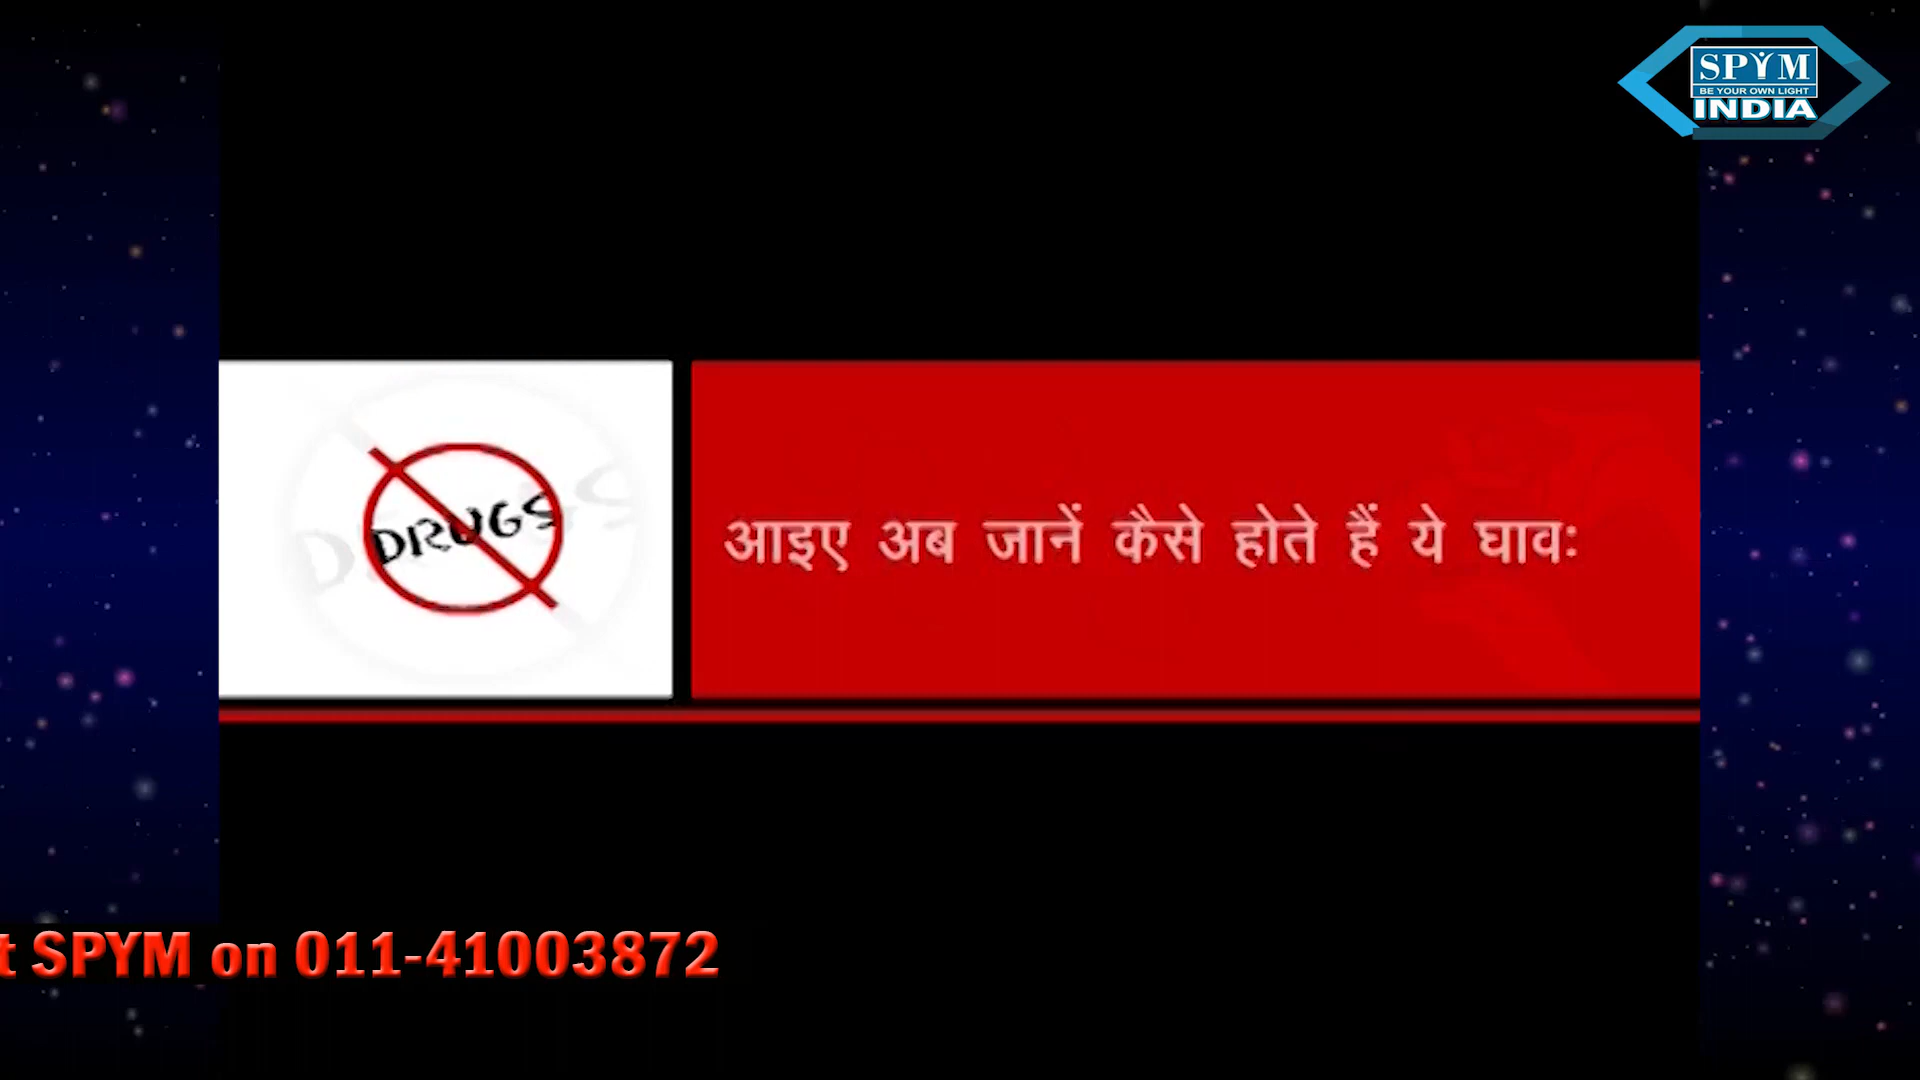 SPYM
BE YOUR OWN LIGHT
INDIA
DRUGS
आइए अब जानें कैसे होते हैं ये घावः
t SPYM on 011-41003872